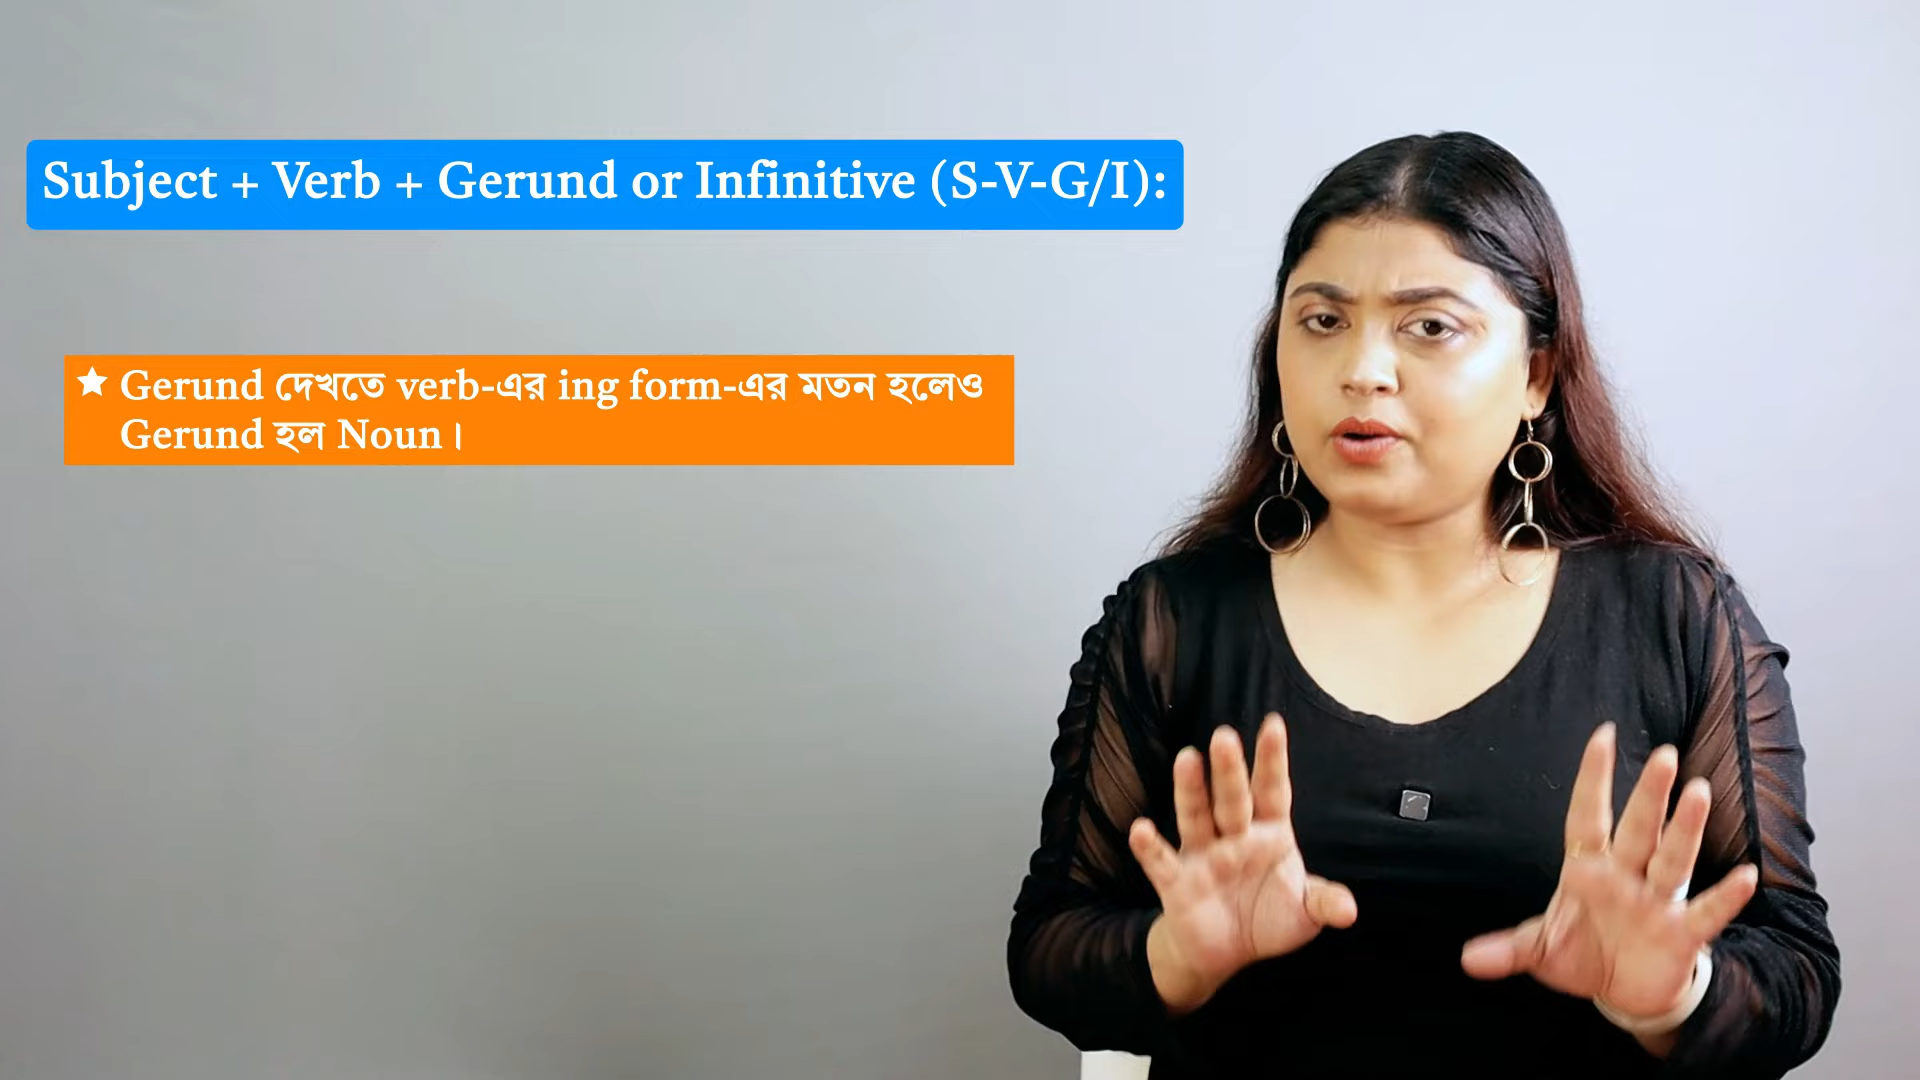 Subject + Verb + Gerund or Infinitive (S-V-G/I):
★ Gerund দেখতে verb-এর ing form-এর মতন হলেও
Gerund হল Noun।